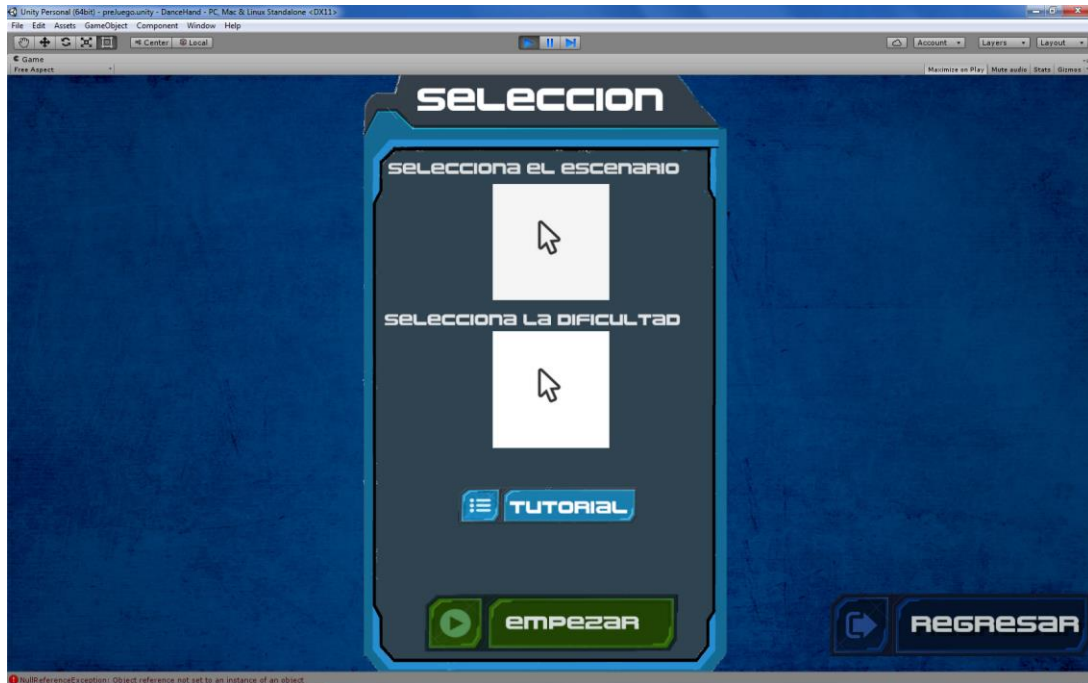 Unity Personal (64bit) - preJuego.unity - DanceHand - PC, Mac & Linux Standalone <DX11>
File Edit Assets GameObject Component Window Help
Center Local Account Layers Layout
Game
Free Aspect Maximize on Play Mute audio Stats Gizmos
SELECCION
SELECCIONA EL ESCENARIO
SELECCIONA LA DIFICULTAD
TUTORIAL
EMPEZAR
REGRESAR
NullReferenceException: Object reference not set to an instance of an object